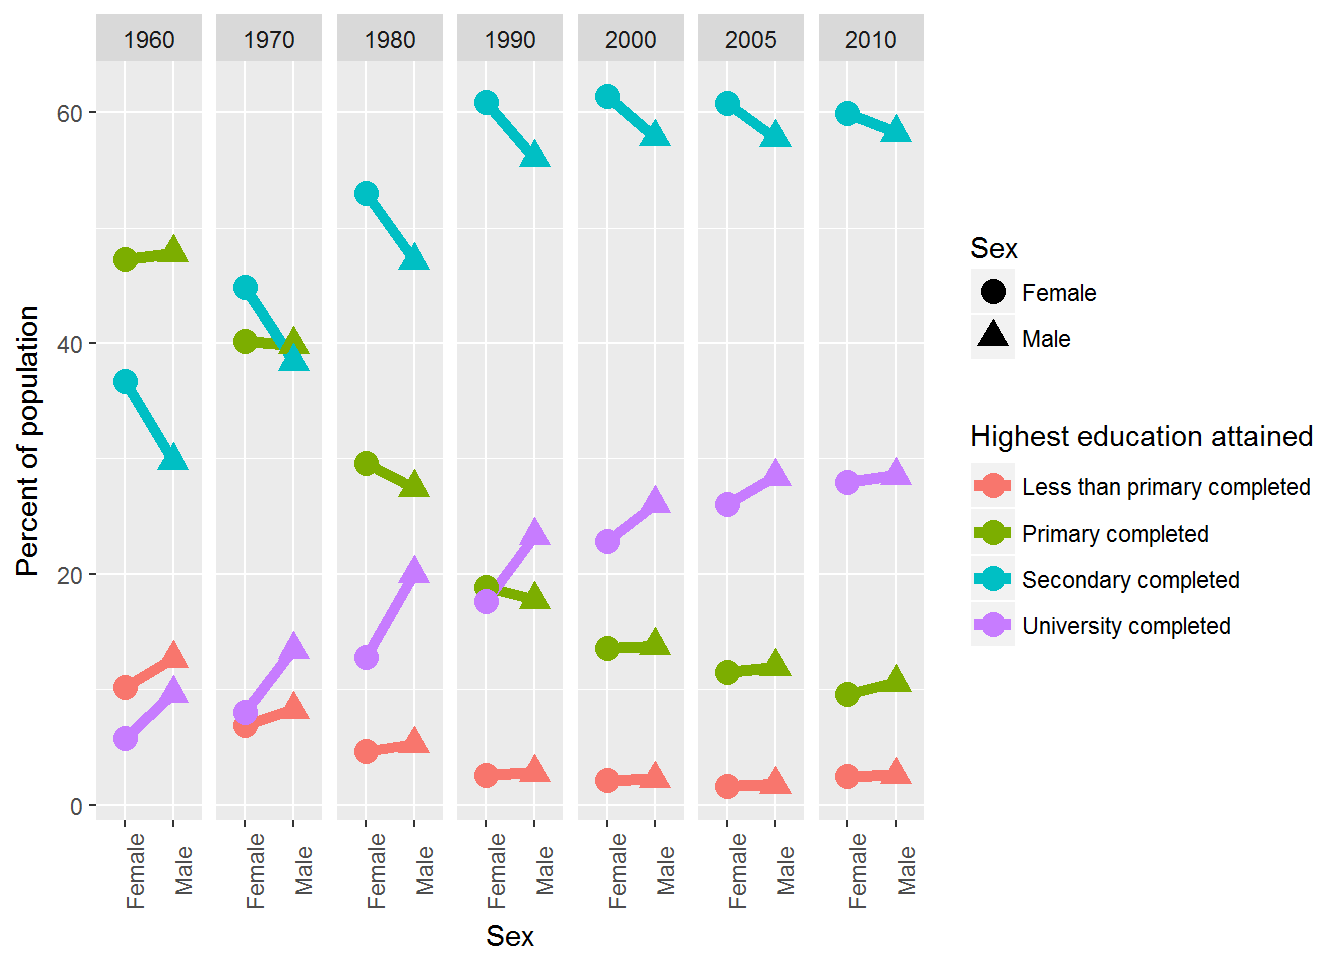 1960 1970 1980 1990 2000 2005 2010
60
40
20
0
Percent of population
Female Male Female Male Female Male Female Male Female Male Female Male Female Male
Sex
Sex
Female
Male
Highest education attained
Less than primary completed
Primary completed
Secondary completed
University completed